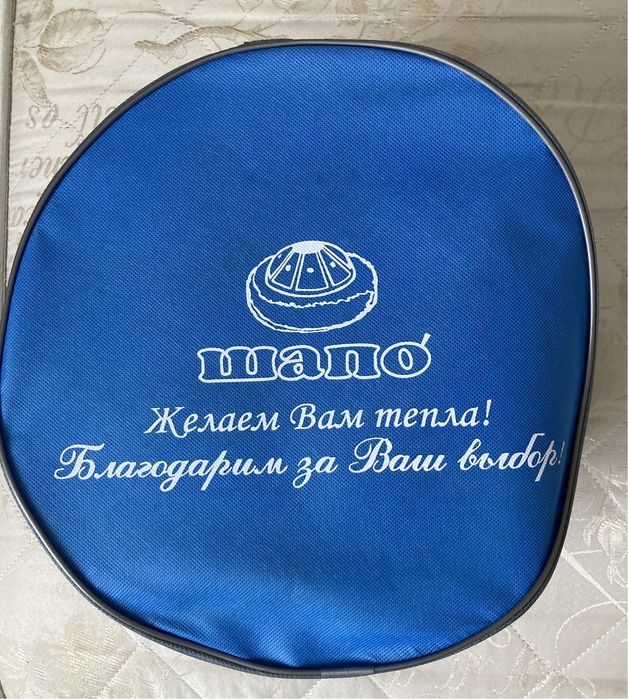 шапо́
Желаем Вам тепла!
Благодарим за Ваш выбор!